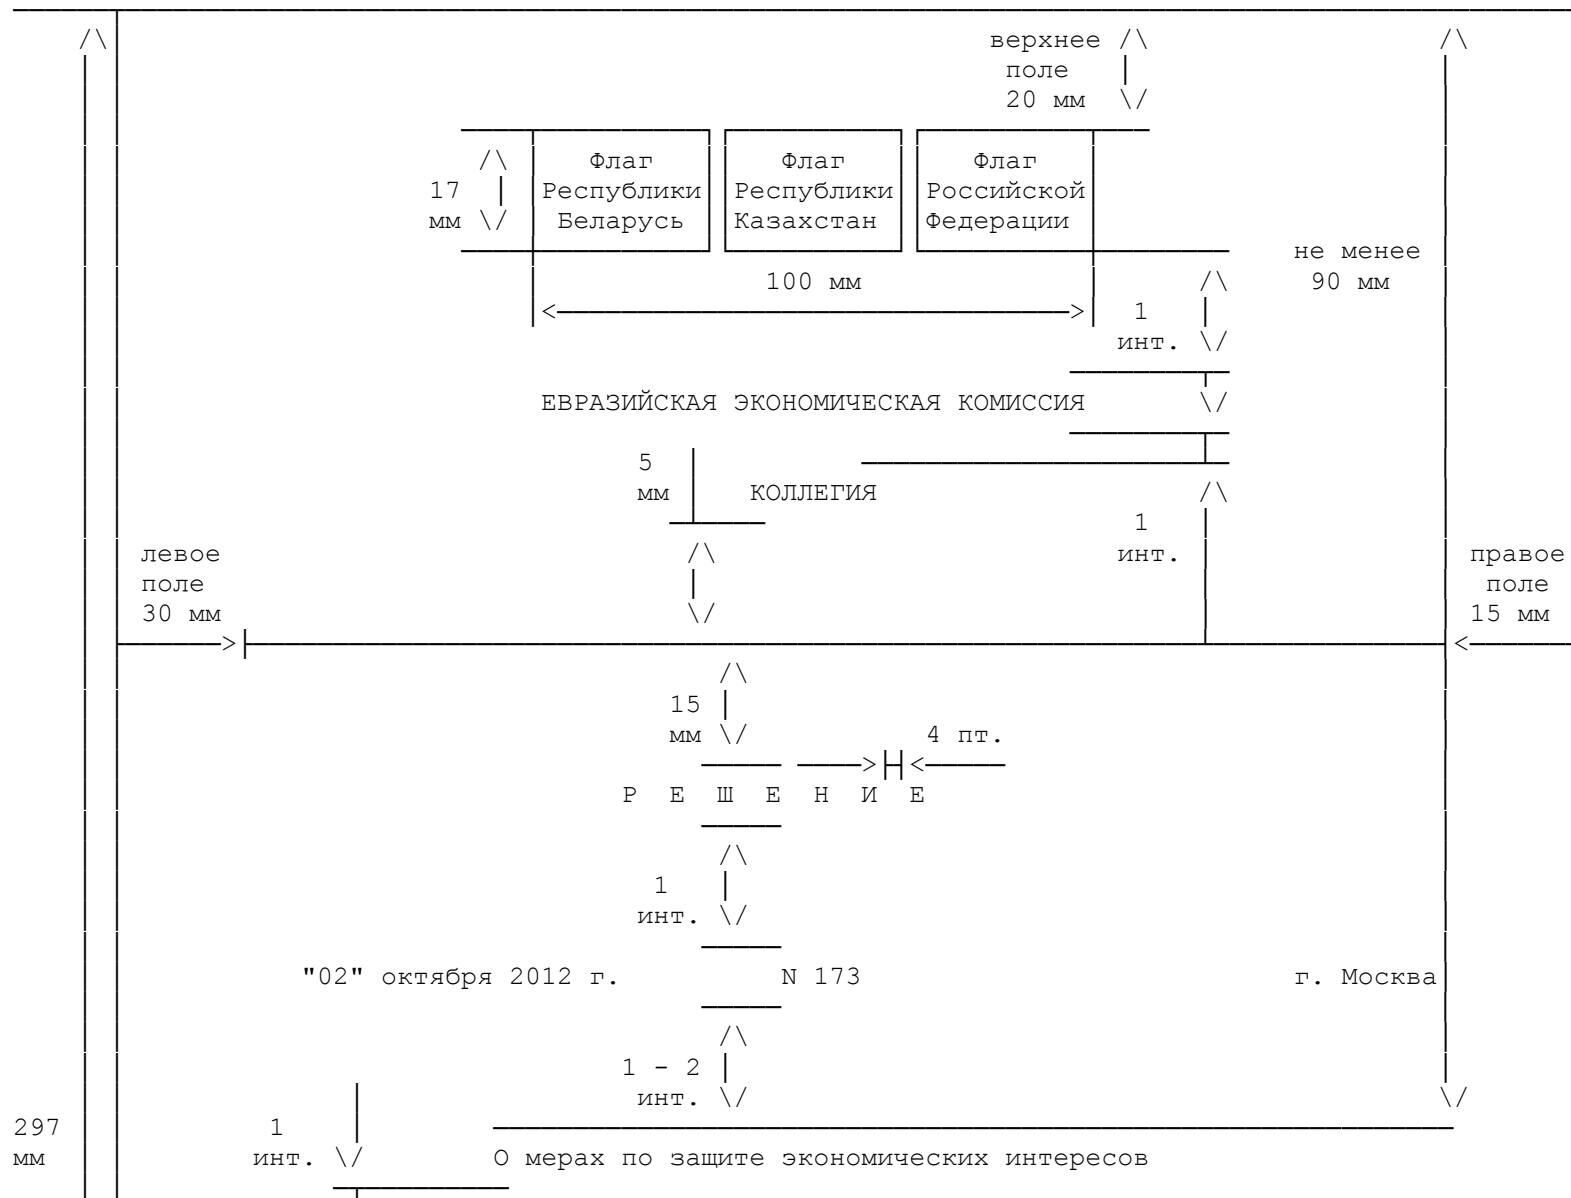 верхнее
поле
20 мм
Флаг Флаг Флаг
17 Республики Республики Российской
мм Беларусь Казахстан Федерации
не менее
100 мм 90 мм
1
инт.
ЕВРАЗИЙСКАЯ ЭКОНОМИЧЕСКАЯ КОМИССИЯ
5
мм КОЛЛЕГИЯ
1
левое инт. правое
поле поле
30 мм 15 мм
15
мм 4 пт.
Р Е Ш Е Н И Е
1
инт.
"02" октября 2012 г. N 173 г. Москва
1 - 2
инт.
297 1
мм инт. О мерах по защите экономических интересов